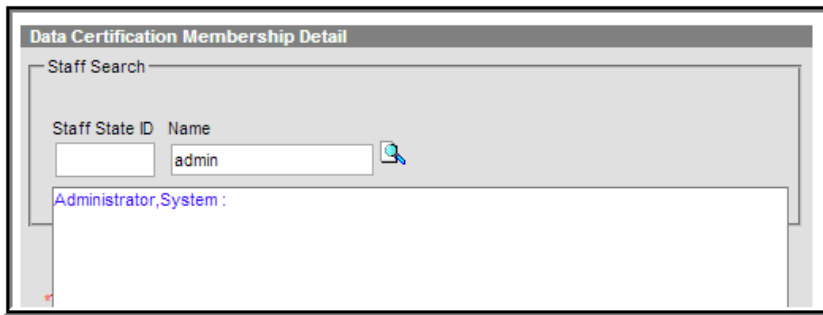 Data Certification Membership Detail
Staff Search
Staff State ID Name
admin
Administrator,System :
*